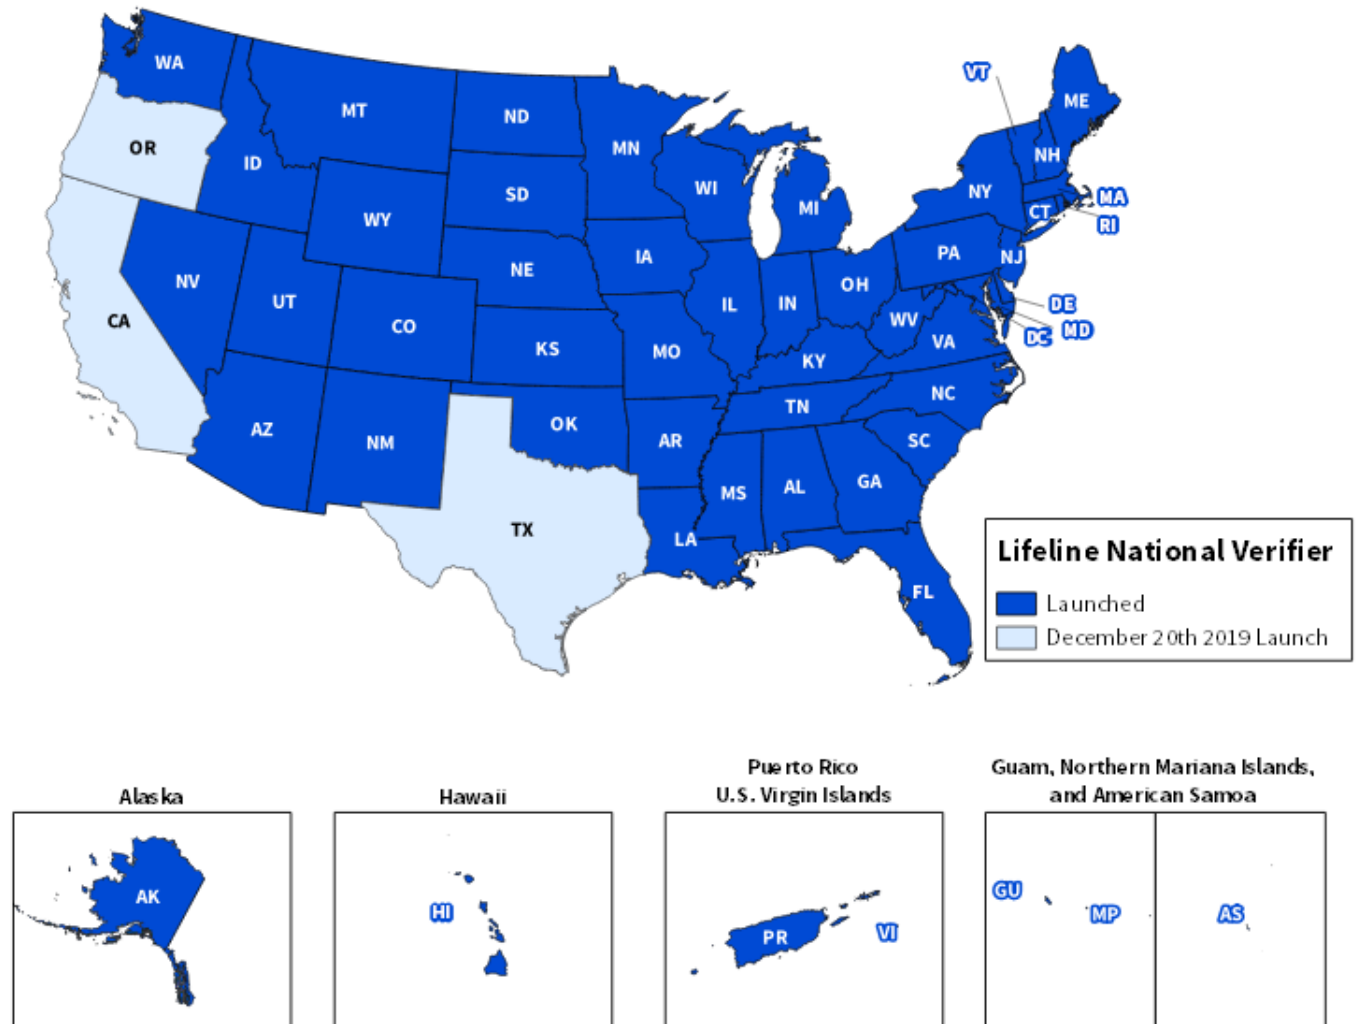 WA
MT
ND
MN
VT
ME
OR
ID
SD
WI
MI
NY
NH
MA
CT
RI
WY
NV
UT
NE
IA
PA
NJ
CA
CO
IL
IN
OH
DE
WV
MD
DC
VA
KS
MO
KY
AZ
NM
OK
AR
TN
NC
SC
MS
AL
GA
TX
LA
FL
Lifeline National Verifier
Launched
December 20th 2019 Launch
Alaska
Hawaii
Puerto Rico
U.S. Virgin Islands
Guam, Northern Mariana Islands,
and American Samoa
AK
HI
PR
VI
GU
MP
AS